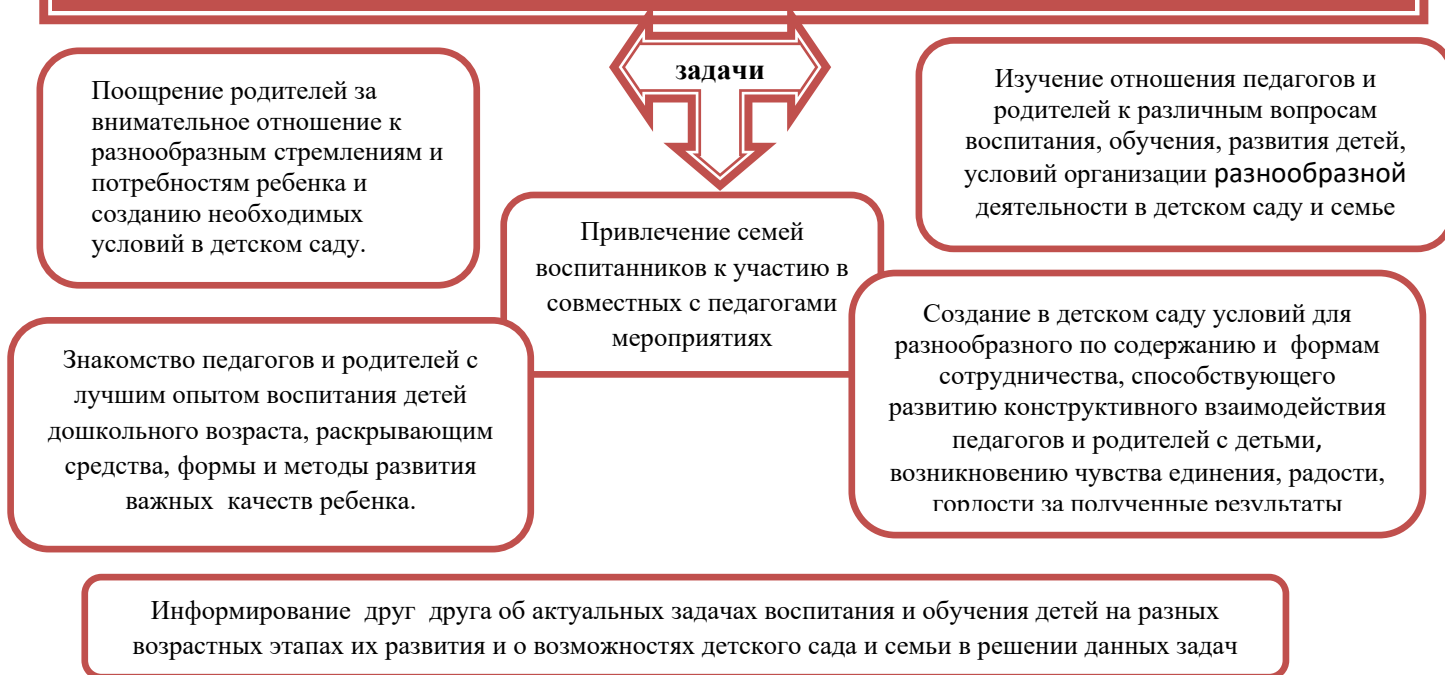 задачи
Поощрение родителей за
внимательное отношение к
разнообразным стремлениям и
потребностям ребенка и
созданию необходимых
условий в детском саду.
Изучение отношения педагогов и
родителей к различным вопросам
воспитания, обучения, развития детей,
условий организации разнообразной
деятельности в детском саду и семье
Привлечение семей
воспитанников к участию в
совместных с педагогами
мероприятиях
Знакомство педагогов и родителей с
лучшим опытом воспитания детей
дошкольного возраста, раскрывающим
средства, формы и методы развития
важных качеств ребенка.
Создание в детском саду условий для
разнообразного по содержанию и формам
сотрудничества, способствующего
развитию конструктивного взаимодействия
педагогов и родителей с детьми,
возникновению чувства единения, радости,
гордости за полученные результаты
Информирование друг друга об актуальных задачах воспитания и обучения детей на разных
возрастных этапах их развития и о возможностях детского сада и семьи в решении данных задач